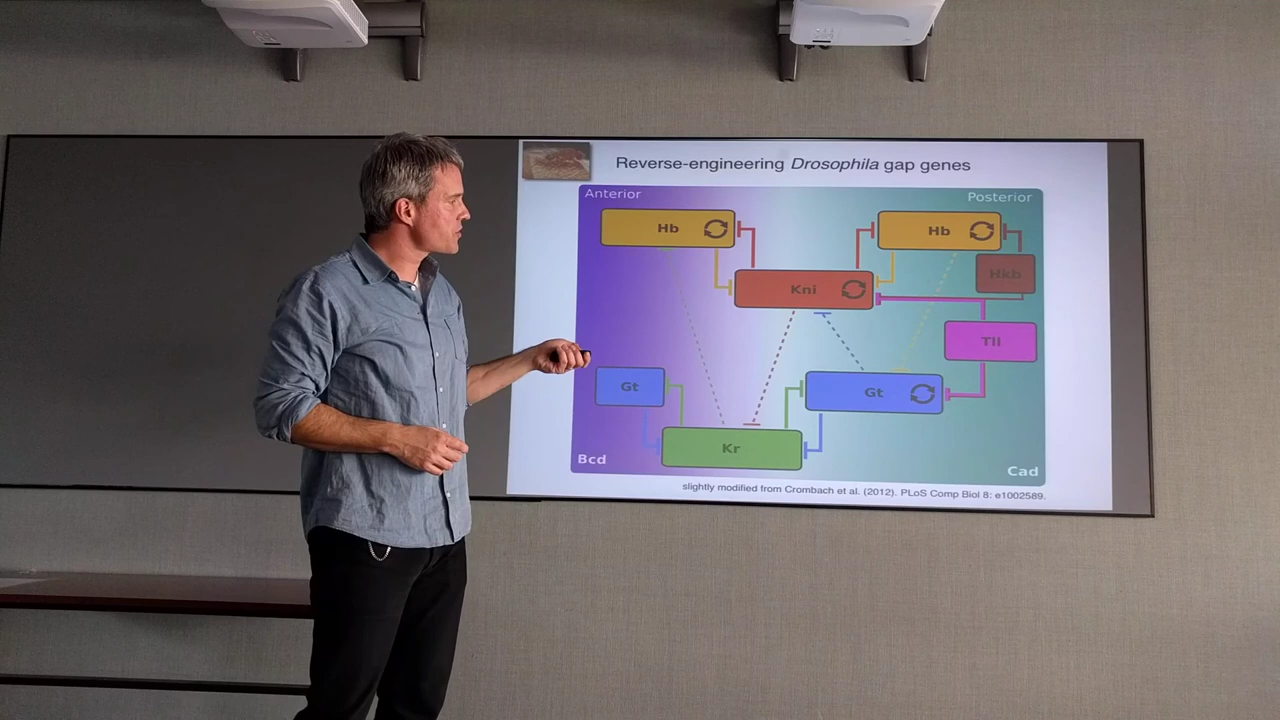 Reverse-engineering Drosophila gap genes
Anterior
Posterior
Hb
Hb
Hkb
Kni
Tll
Gt
Gt
Kr
Bcd
Cad
slightly modified from Crombach et al. (2012). PLoS Comp Biol 8: e1002589.